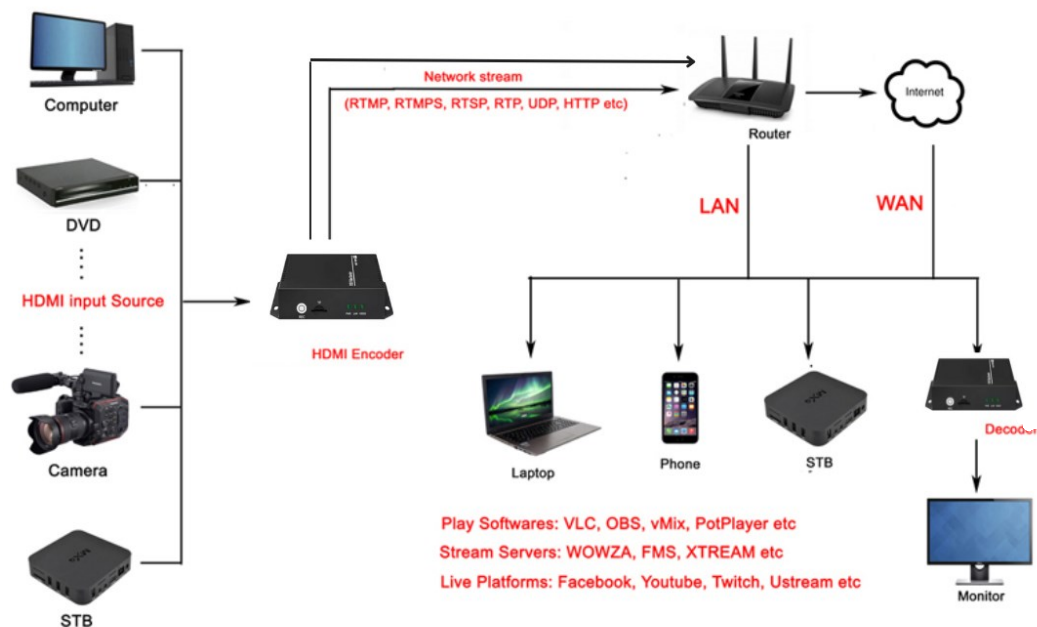 Computer
DVD
HDMI input Source
Camera
STB
HDMI Encoder
Network stream
(RTMP, RTMPS, RTSP, RTP, UDP, HTTP etc)
Router
Internet
LAN
WAN
Laptop
Phone
STB
Decoder
Monitor
Play Softwares: VLC, OBS, vMix, PotPlayer etc
Stream Servers: WOWZA, FMS, XTREAM etc
Live Platforms: Facebook, Youtube, Twitch, Ustream etc